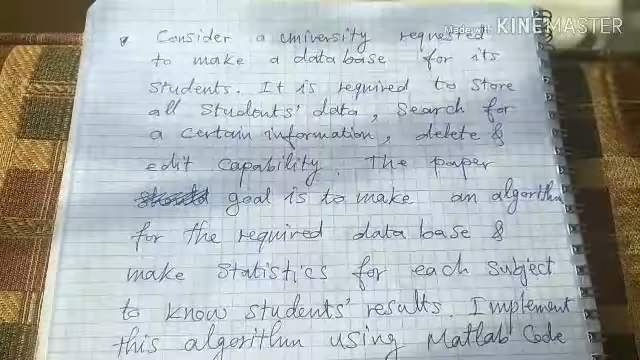 Made with KINEMASTER
Consider a university requested
to make a database for its
students. It is required to store
all Students' data, Search for
a certain information, delete &
edit capability. The paper
goal is to make an algorithm
for the required database &
make Statistics for each Subject
to know students' results. Implement
this algorithm using Matlab Code